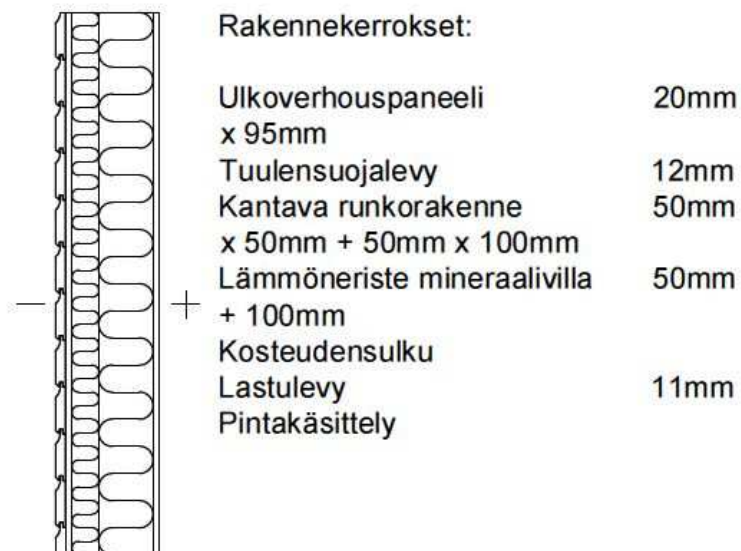 Rakennekerrokset:
Ulkoverhouspaneeli 20mm
x 95mm
Tuulensuojalevy 12mm
Kantava runkorakenne 50mm
x 50mm + 50mm x 100mm
Lämmöneriste mineraalivilla 50mm
+ 100mm
Kosteudensulku
Lastulevy 11mm
Pintakäsittely